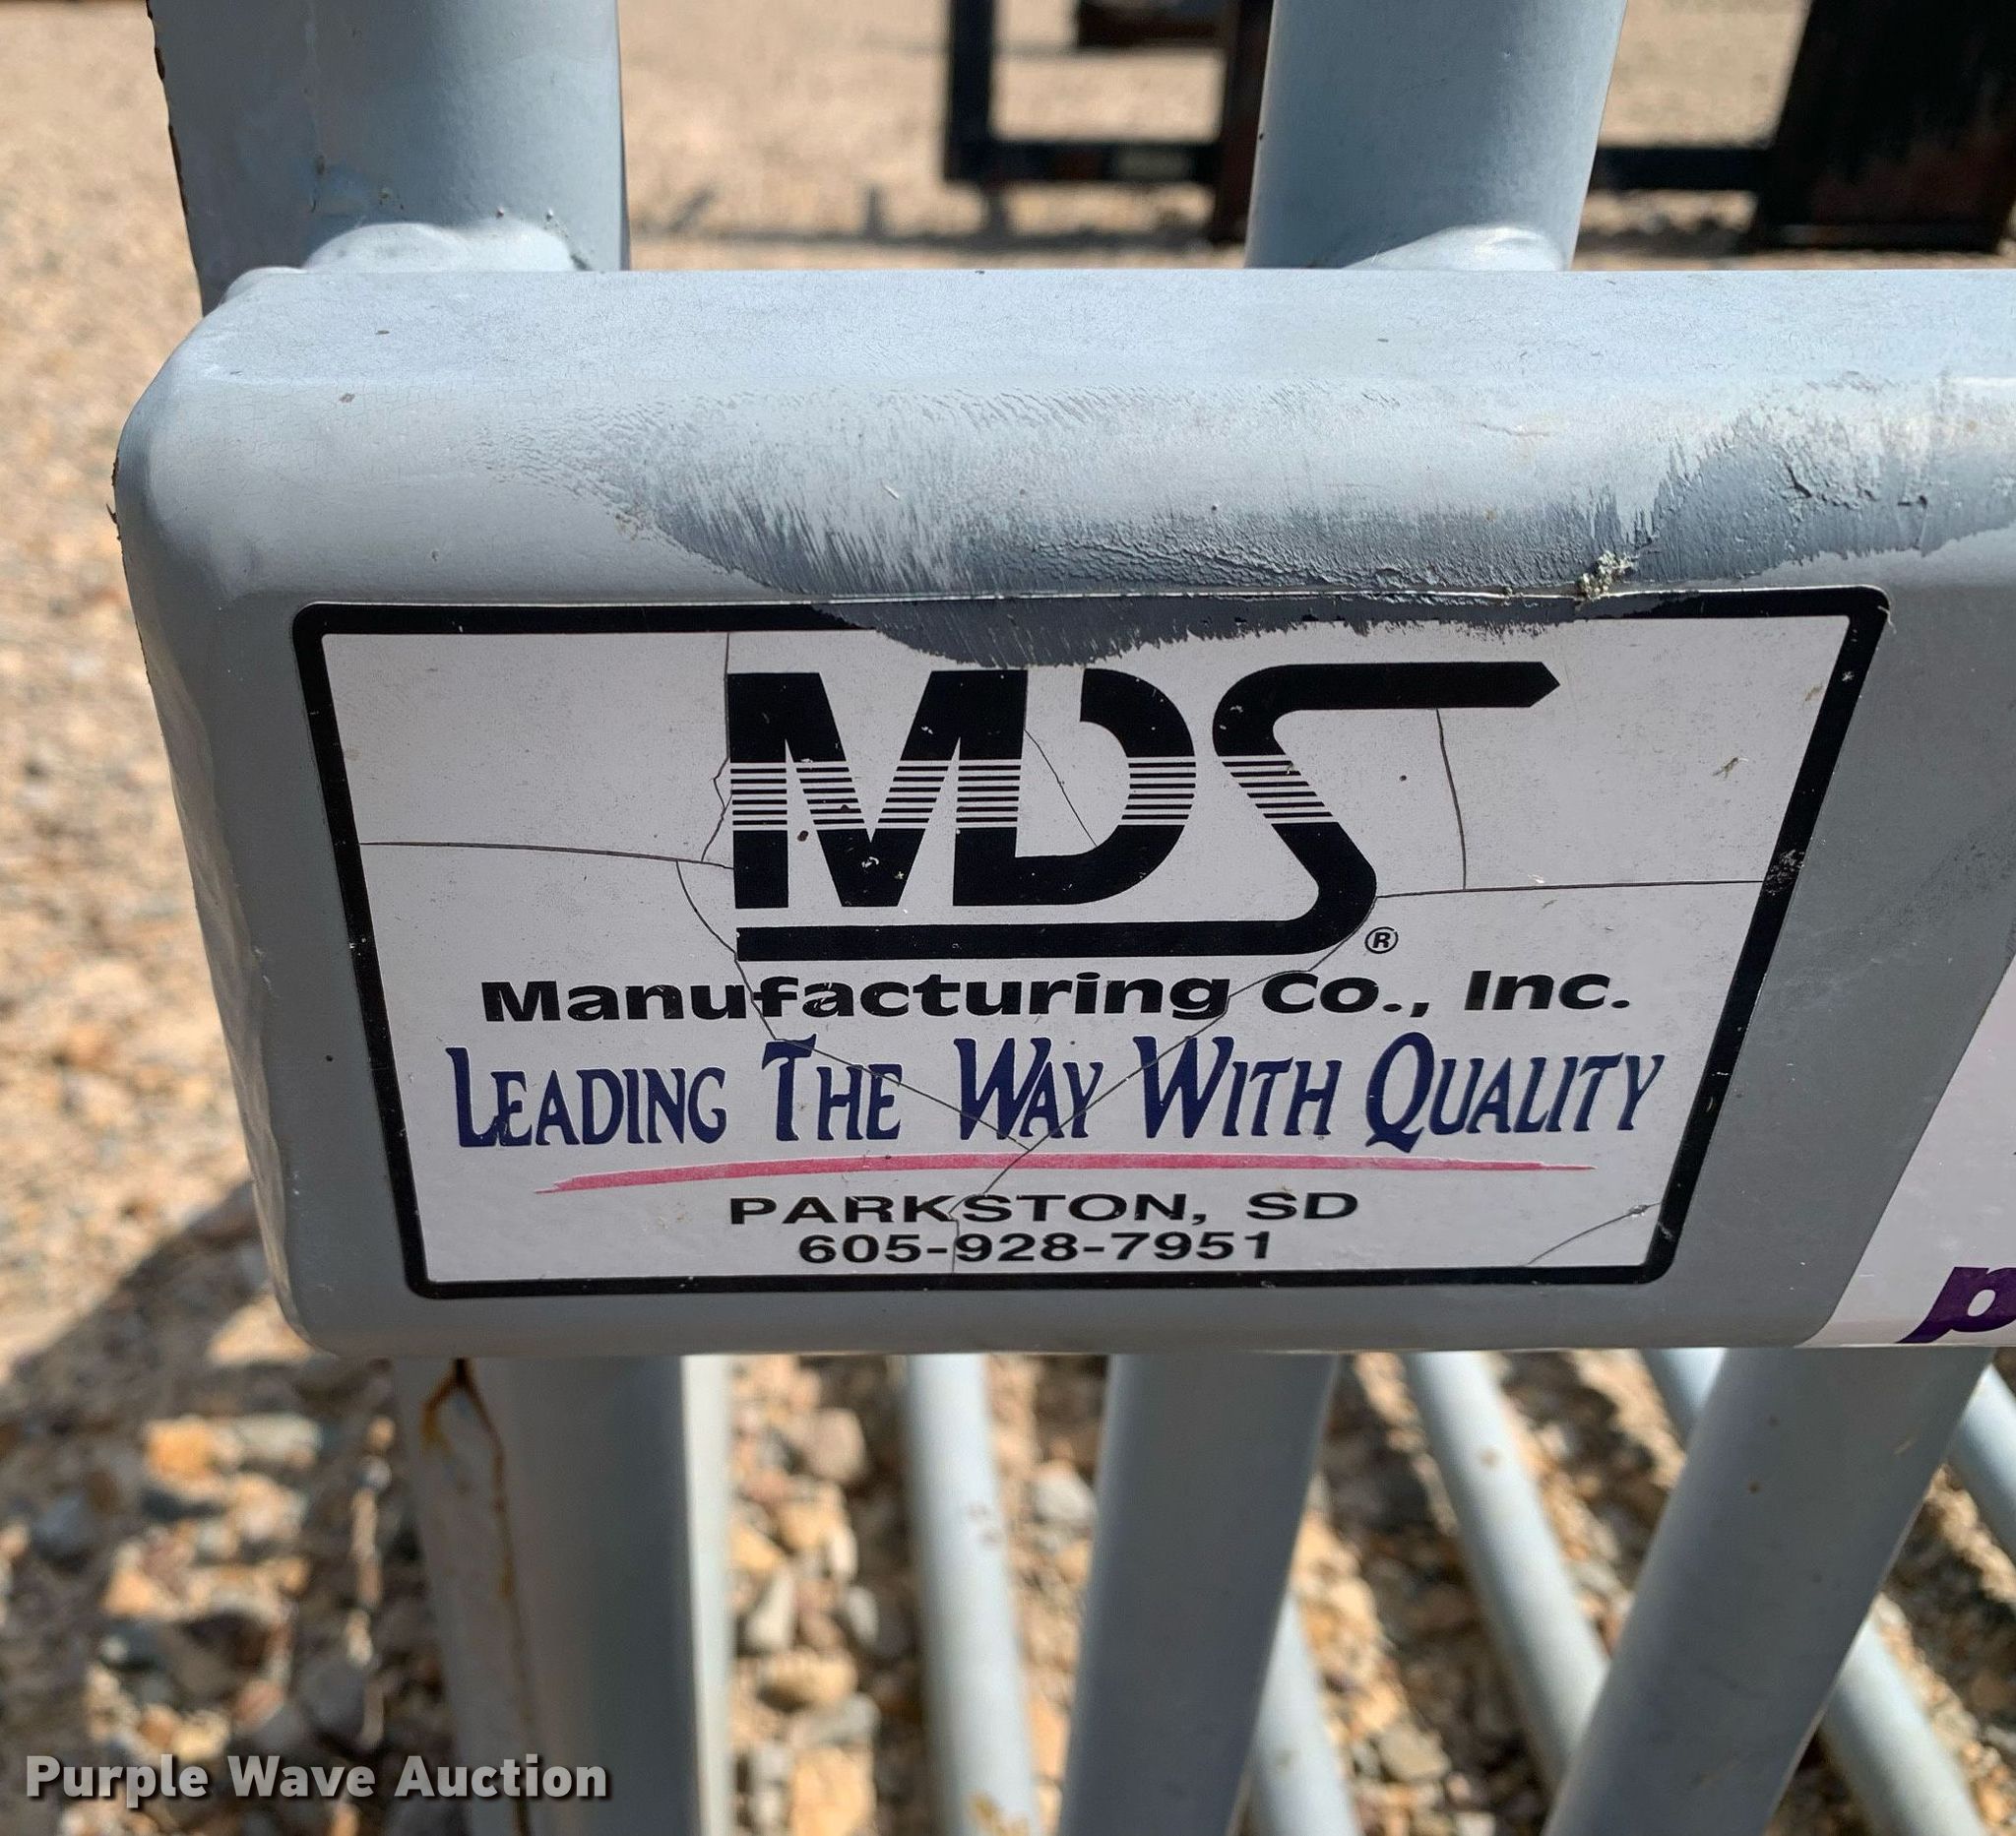 MDS®
Manufacturing Co., Inc.
LEADING THE WAY WITH QUALITY
PARKSTON, SD
605-928-7951
p
Purple Wave Auction